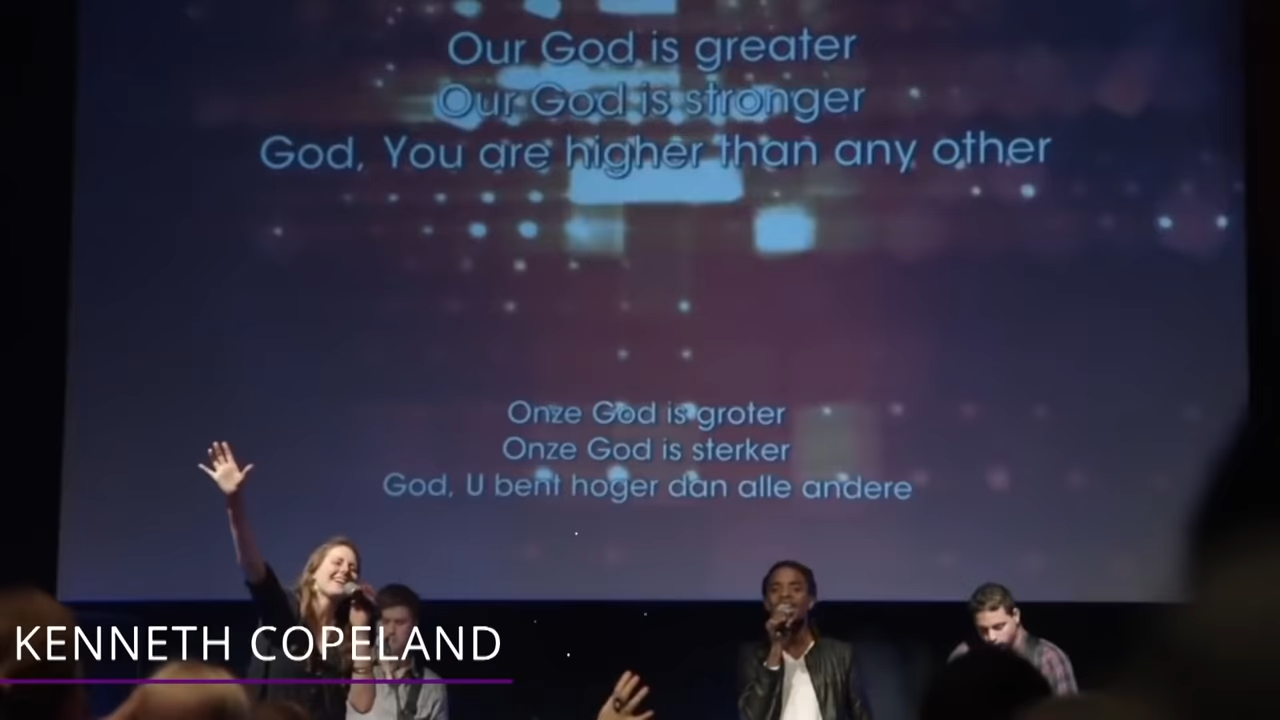 Our God is greater
Our God is stronger
God, You are higher than any other
Onze God is groter
Onze God is sterker
God, U bent hoger dan alle andere
KENNETH COPELAND